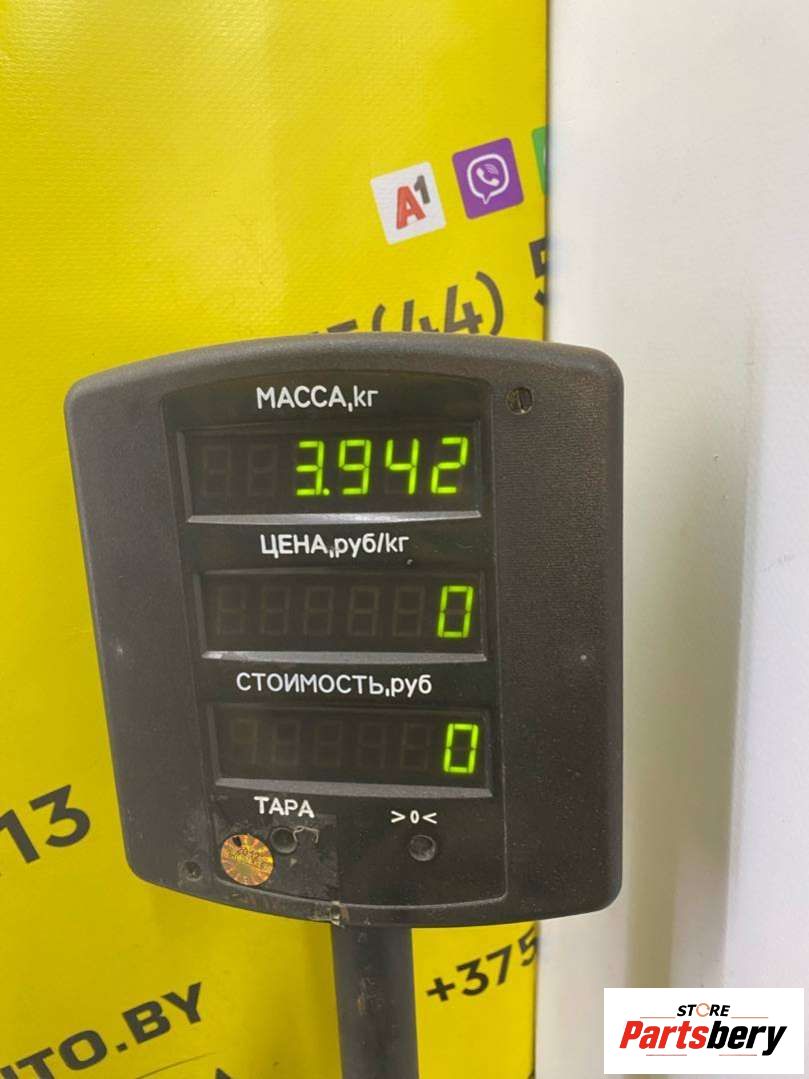 A1
(44) 5
МАССА,кг
3.942
ЦЕНА,руб/кг
0
СТОИМОСТЬ,руб
0
ТАРА
>0<
13
+375
.BY
STORE
Partsbery